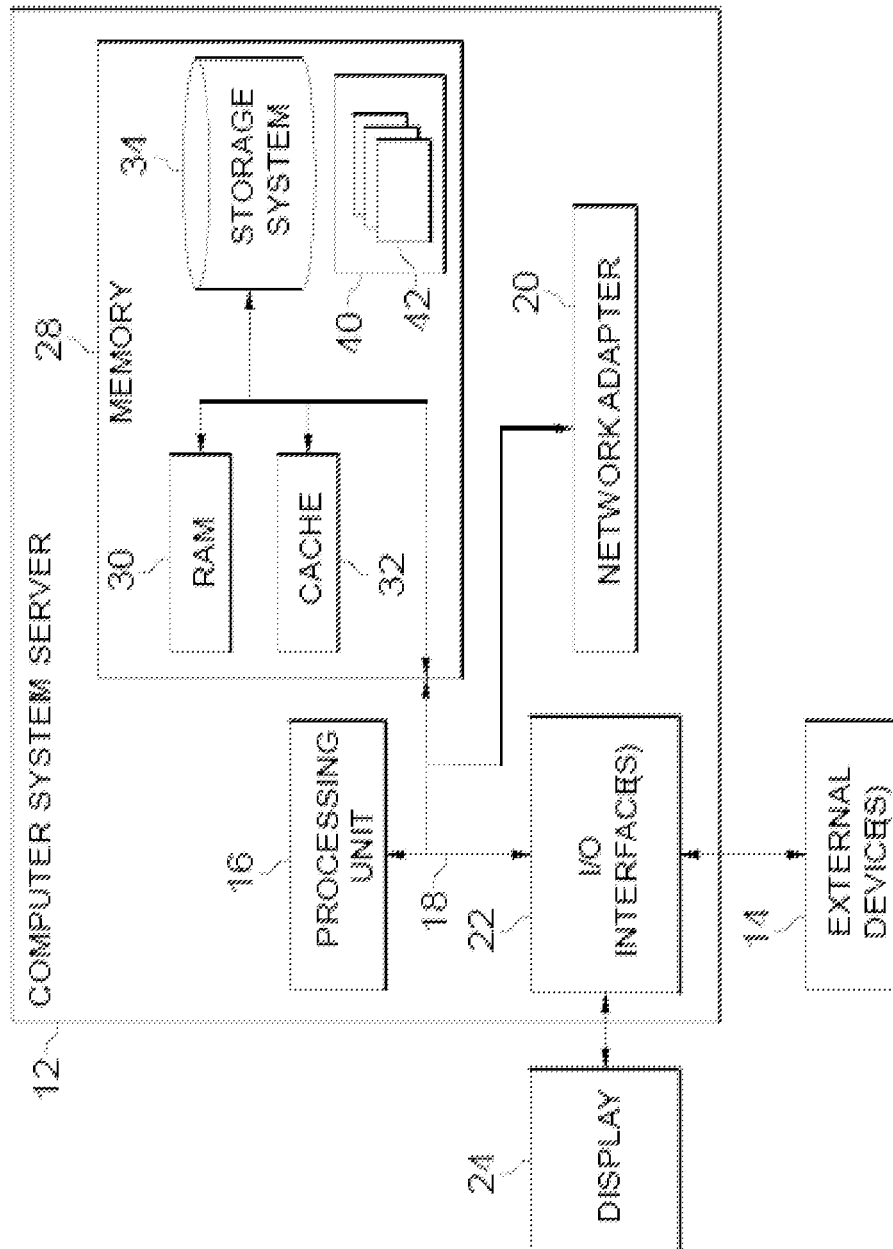 COMPUTER SYSTEM SERVER
12
28
MEMORY
34
30
RAM
STORAGE
SYSTEM
CACHE
32
40
42
16
PROCESSING
UNIT
18
24
DISPLAY
22
I/O
INTERFACE(S)
20
NETWORK ADAPTER
14
EXTERNAL
DEVICE(S)